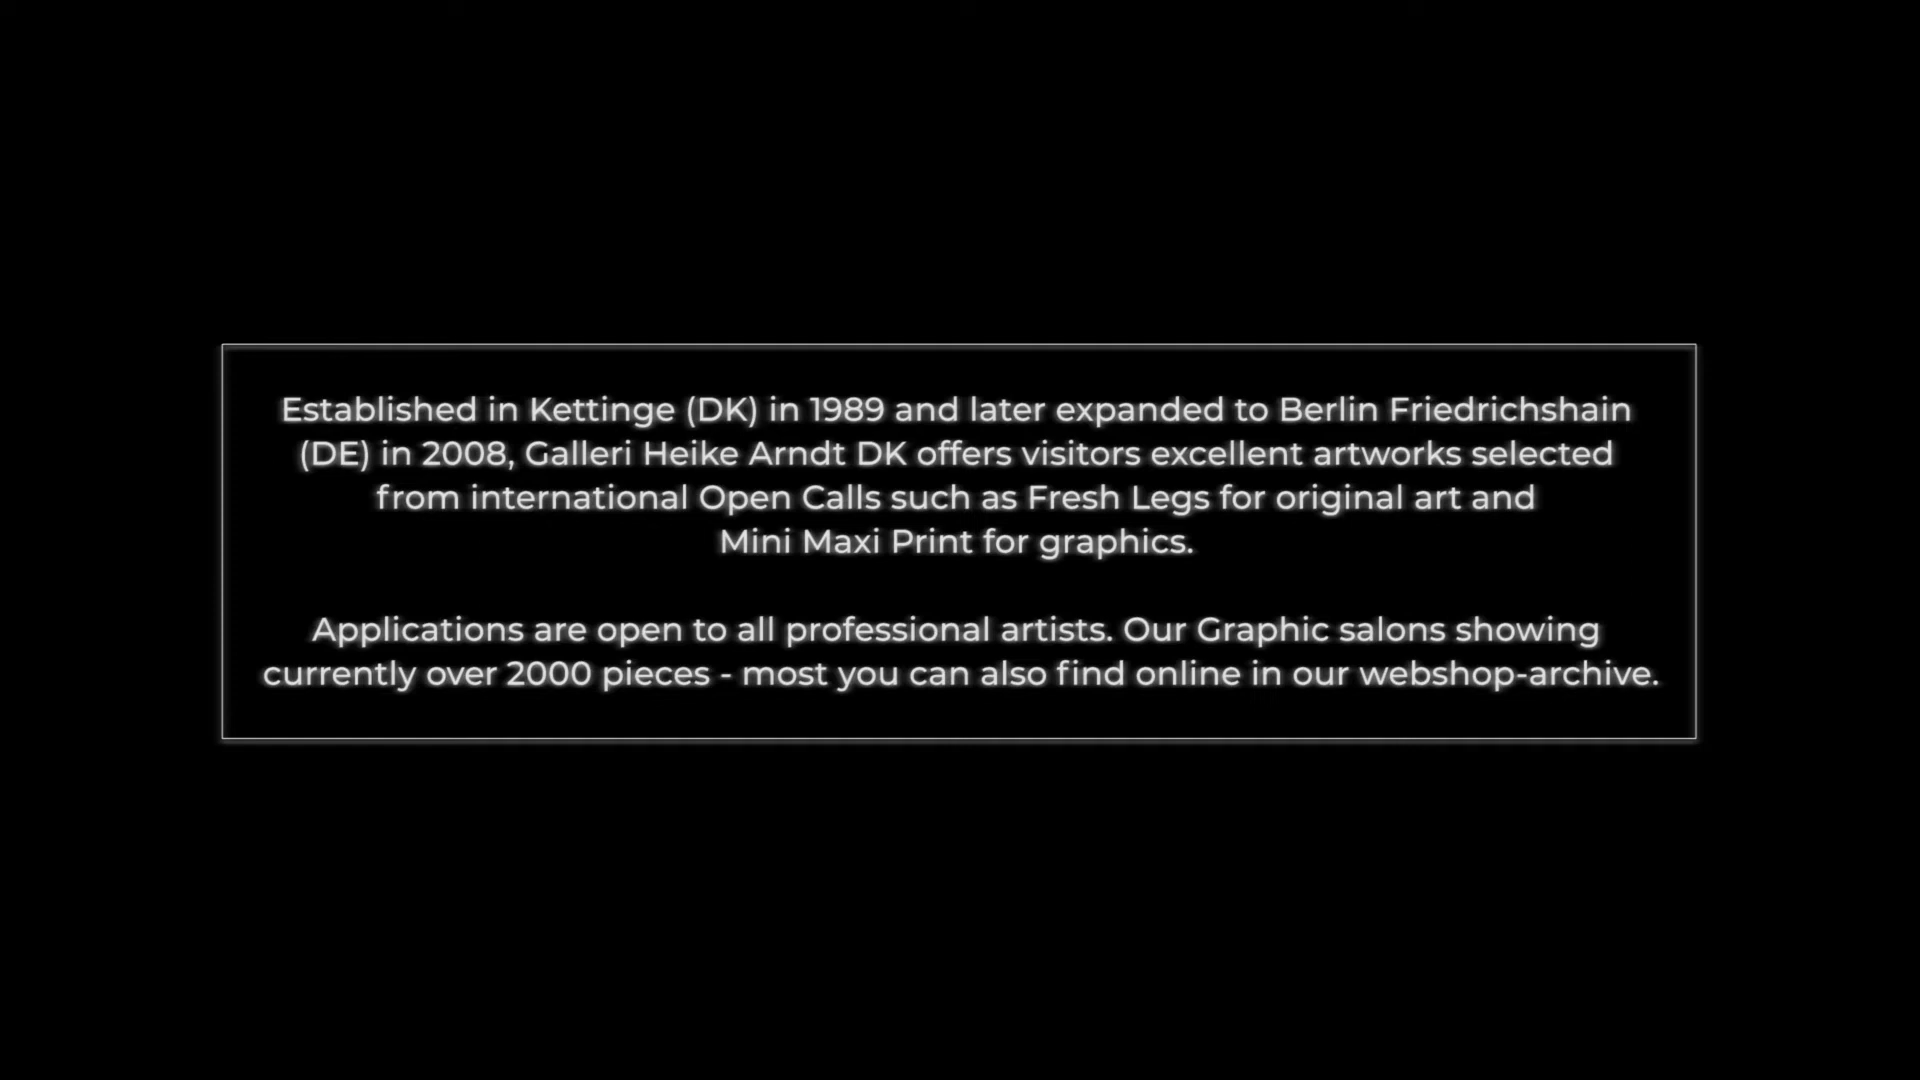 Established in Kettinge (DK) in 1989 and later expanded to Berlin Friedrichshain
(DE) in 2008, Galleri Heike Arndt DK offers visitors excellent artworks selected
from international Open Calls such as Fresh Legs for original art and
Mini Maxi Print for graphics.
Applications are open to all professional artists. Our Graphic salons showing
currently over 2000 pieces - most you can also find online in our webshop-archive.